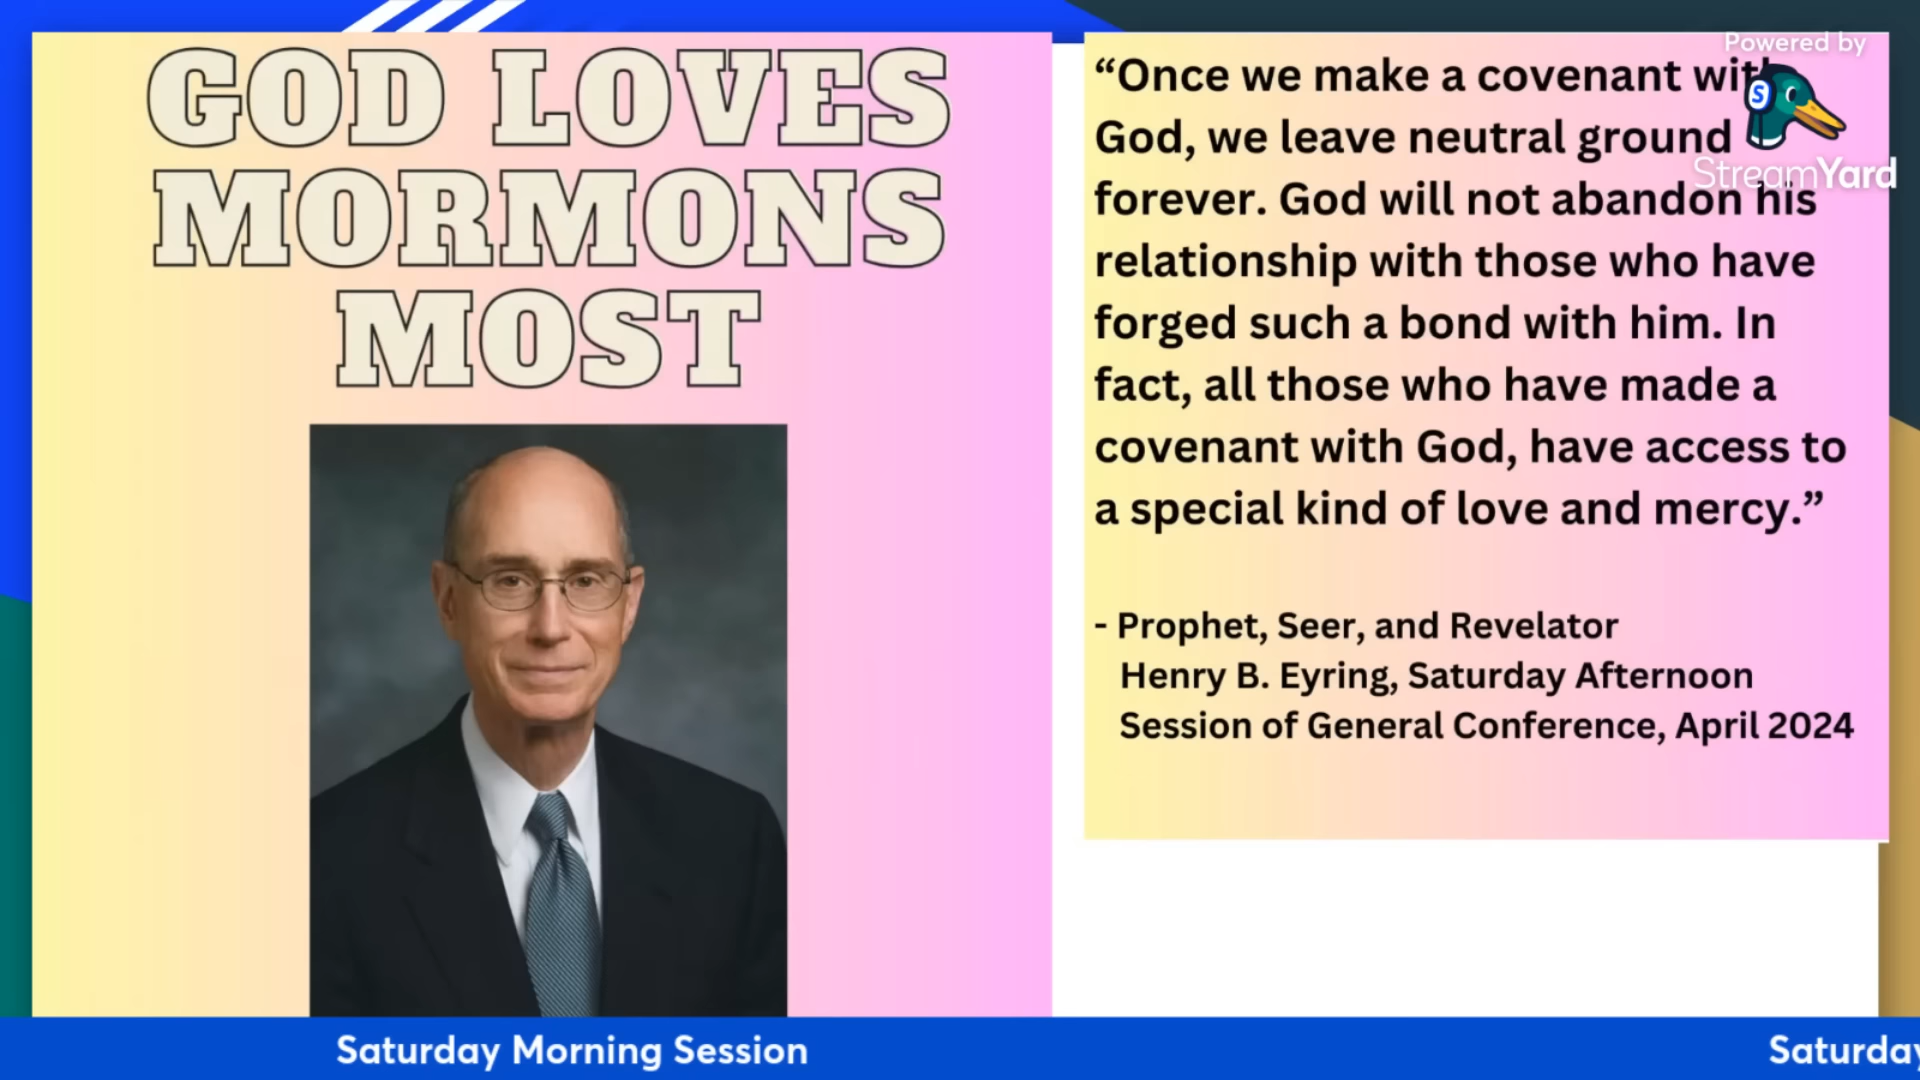 GOD LOVES
MORMONS
MOST
“Once we make a covenant with
God, we leave neutral ground
forever. God will not abandon his
relationship with those who have
forged such a bond with him. In
fact, all those who have made a
covenant with God, have access to
a special kind of love and mercy.”
- Prophet, Seer, and Revelator
Henry B. Eyring, Saturday Afternoon
Session of General Conference, April 2024
Powered by
S
StreamYard
Saturday Morning Session
Saturday